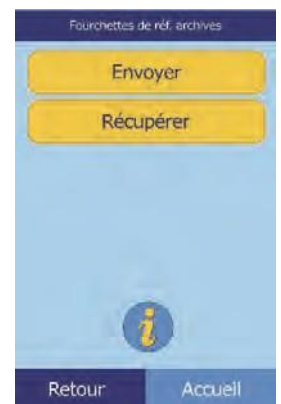 Fourchettes de réf. archives
Envoyer
Récupérer
i
Retour
Accueil